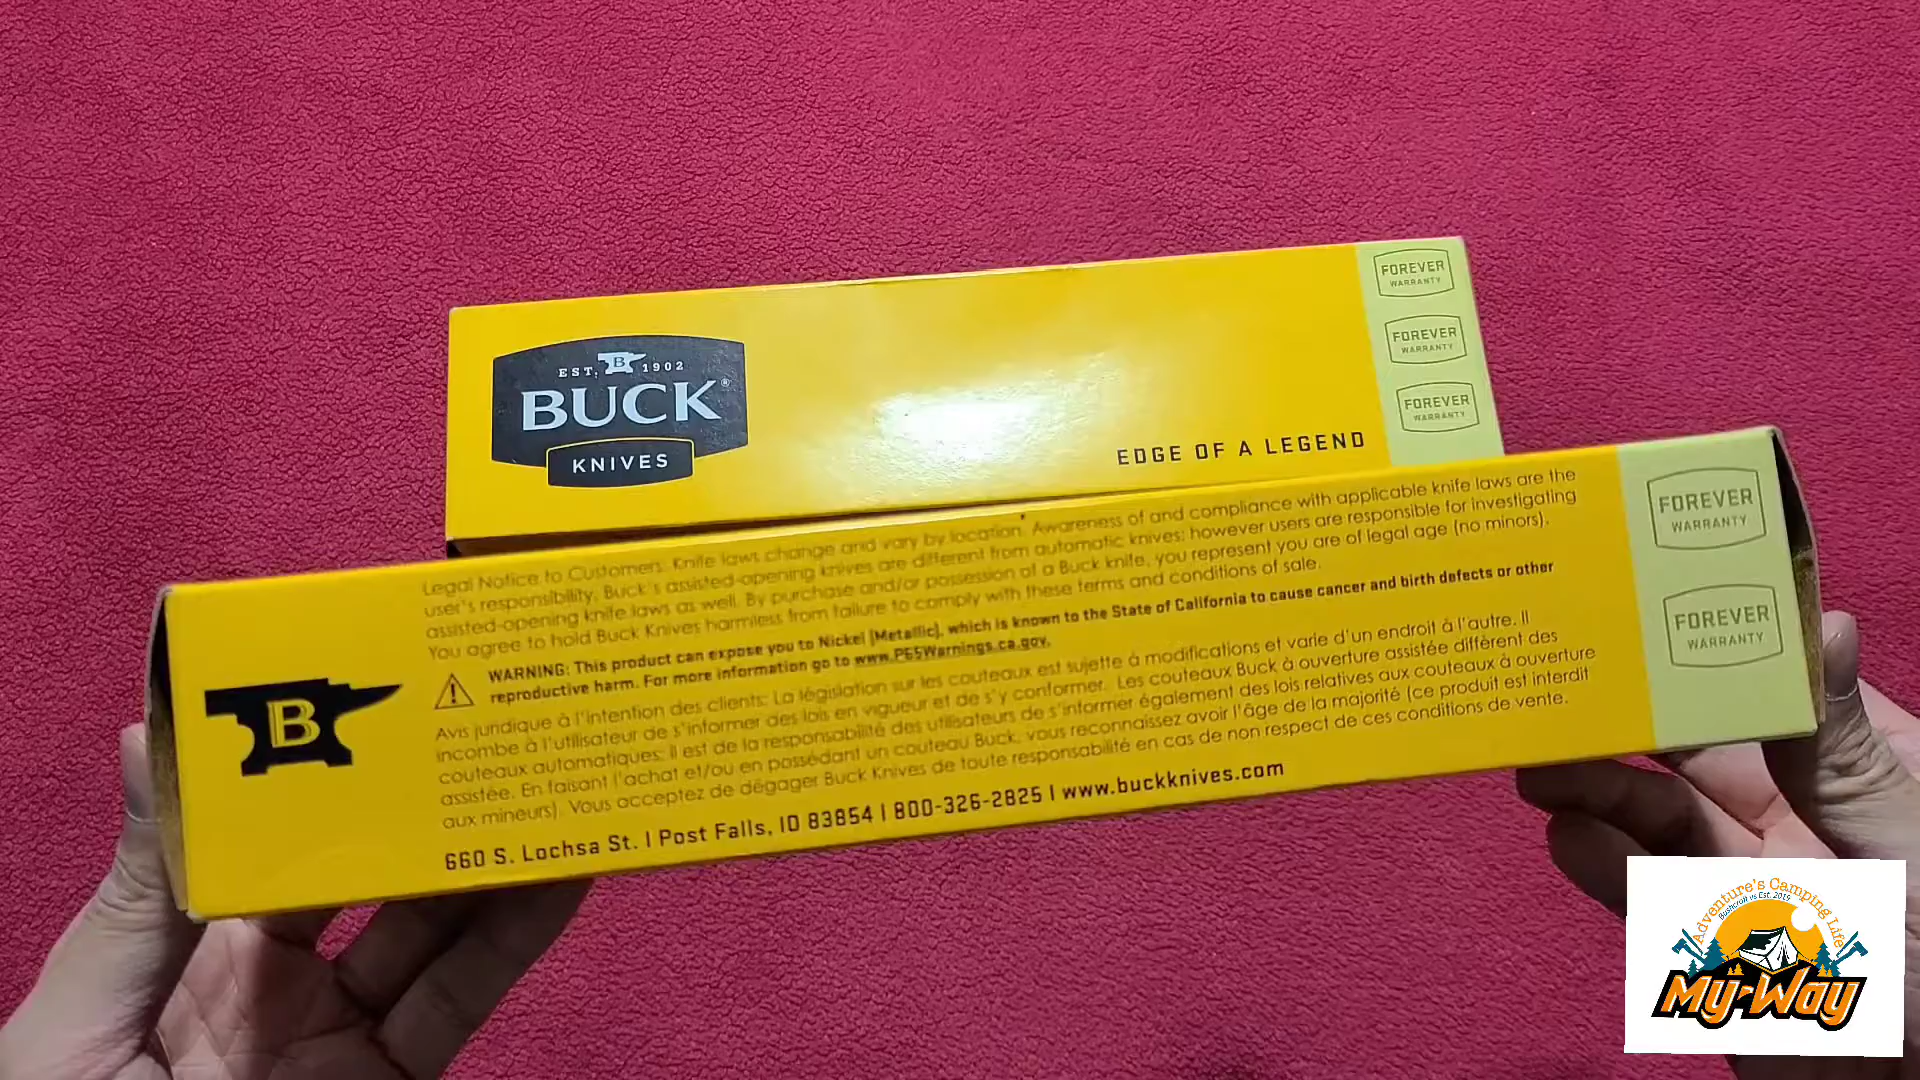 EST. B 1902
BUCK®
KNIVES
EDGE OF A LEGEND
FOREVER
WARRANTY
FOREVER
WARRANTY
FOREVER
WARRANTY
Legal Notice to Customers: Knife laws change and vary by location. Awareness of and compliance with applicable knife laws are the
user's responsibility. Buck's assisted-opening knives are different from automatic knives; however users are responsible for investigating
assisted-opening knife laws as well. By purchase and/or possession of a Buck knife, you represent you are of legal age (no minors).
You agree to hold Buck Knives harmless from failure to comply with these terms and conditions of sale.
WARNING: This product can expose you to Nickel (Metallic), which is known to the State of California to cause cancer and birth defects or other
reproductive harm. For more information go to www.P65Warnings.ca.gov.
Avis juridique à l'intention des clients: La législation sur les couteaux est sujette à modifications et varie d'un endroit à l'autre. Il
incombe à l'utilisateur de s'informer des lois en vigueur et de s'y conformer. Les couteaux Buck à ouverture assistée diffèrent des
couteaux automatiques; il est de la responsabilité des utilisateurs de s'informer également des lois relatives aux couteaux à ouverture
assistée. En faisant l'achat et/ou en possédant un couteau Buck, vous reconnaissez avoir l'âge de la majorité (ce produit est interdit
aux mineurs). Vous acceptez de dégager Buck Knives de toute responsabilité en cas de non respect de ces conditions de vente.
660 S. Lochsa St. | Post Falls, ID 83854 | 800-326-2825 | www.buckknives.com
B
FOREVER
WARRANTY
FOREVER
WARRANTY
Adventure's Camping Life
Bushcraft vs Est. 2019
My-Way